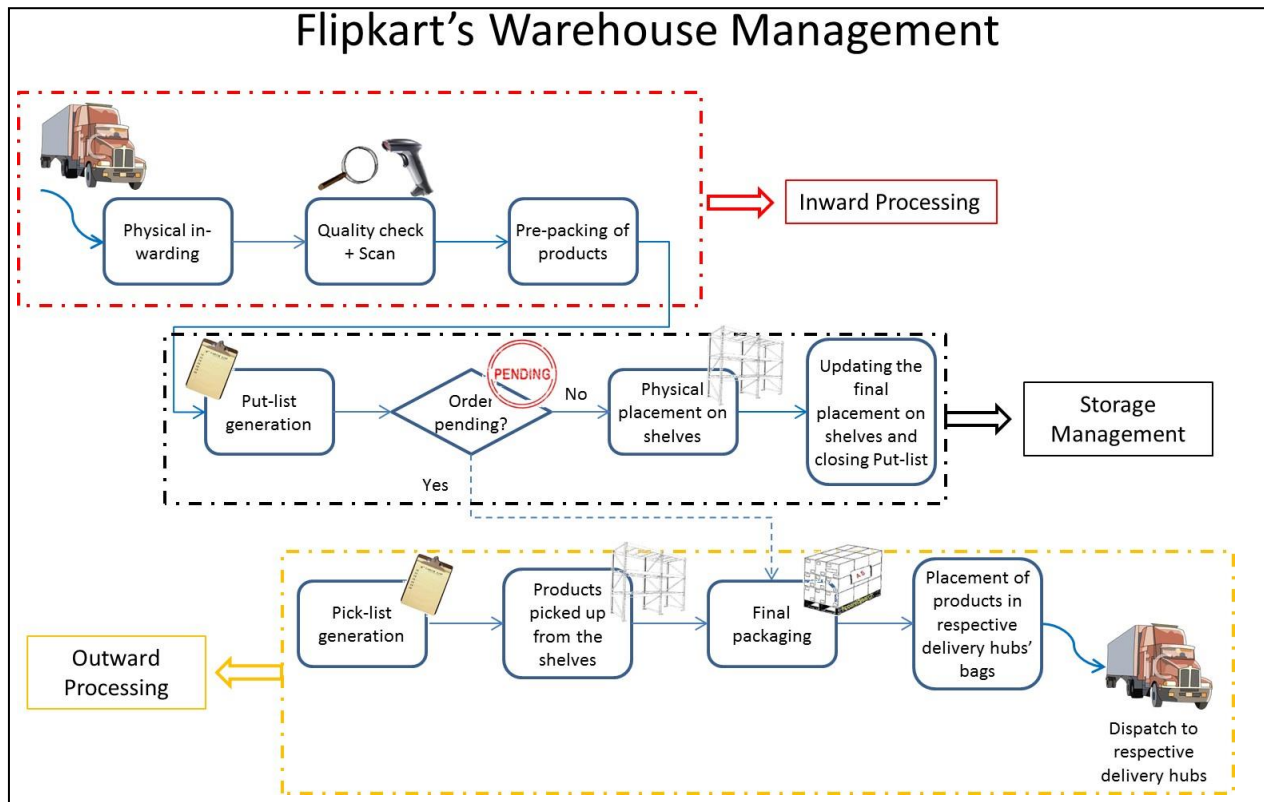 Flipkart's Warehouse Management
Physical in-
warding
Quality check
+ Scan
Pre-packing of
products
Inward Processing
Put-list
generation
Order
pending?
PENDING
No
Yes
Physical
placement on
shelves
Updating the
final
placement on
shelves and
closing Put-list
Storage
Management
Pick-list
generation
Products
picked up
from the
shelves
Final
packaging
Placement of
products in
respective
delivery hubs'
bags
Dispatch to
respective
delivery hubs
Outward
Processing